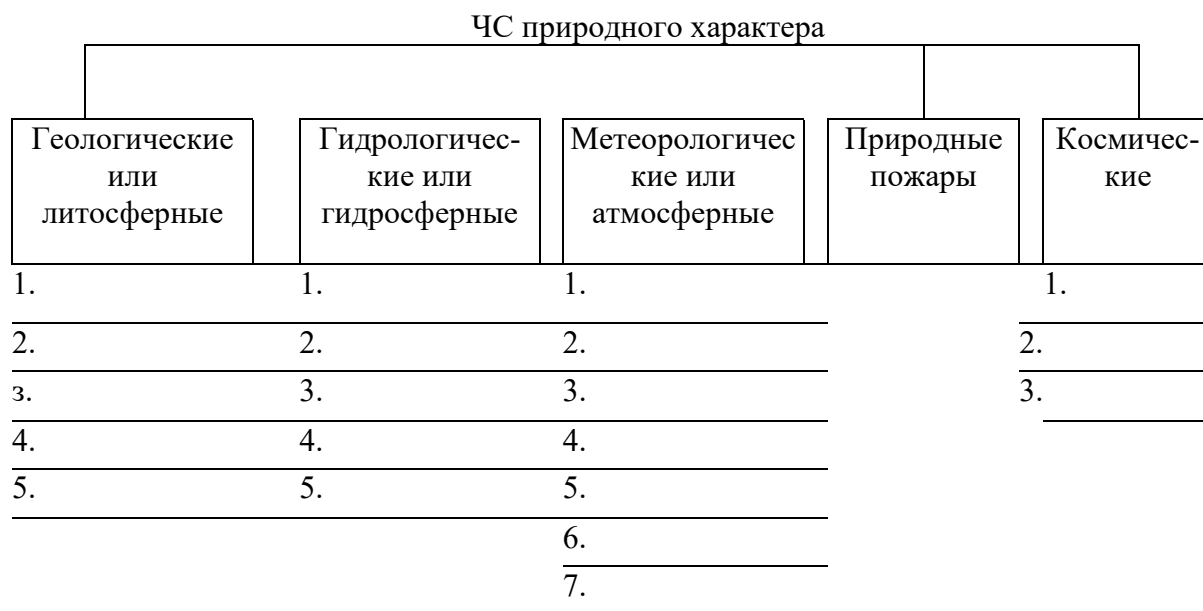 ЧС природного характера
Геологические
или
литосферные
Гидрологичес-
кие или
гидросферные
Метеорологичес
кие или
атмосферные
Природные
пожары
Космичес-
кие
1. 1. 1. 1.
2. 2. 2. 2.
з. 3. 3. 3.
4. 4. 4.
5. 5. 5.
6.
7.